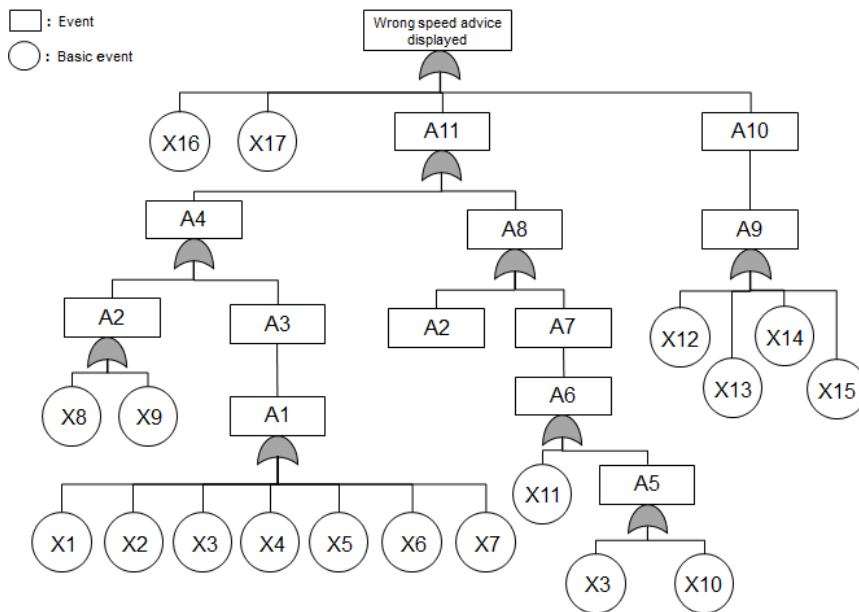 : Event
: Basic event
Wrong speed advice
displayed
X16
X17
A11
A10
A4
A8
A9
A2
A3
A2
A7
X12
X14
X13
X15
X8
X9
A1
A6
X11
A5
X1
X2
X3
X4
X5
X6
X7
X3
X10